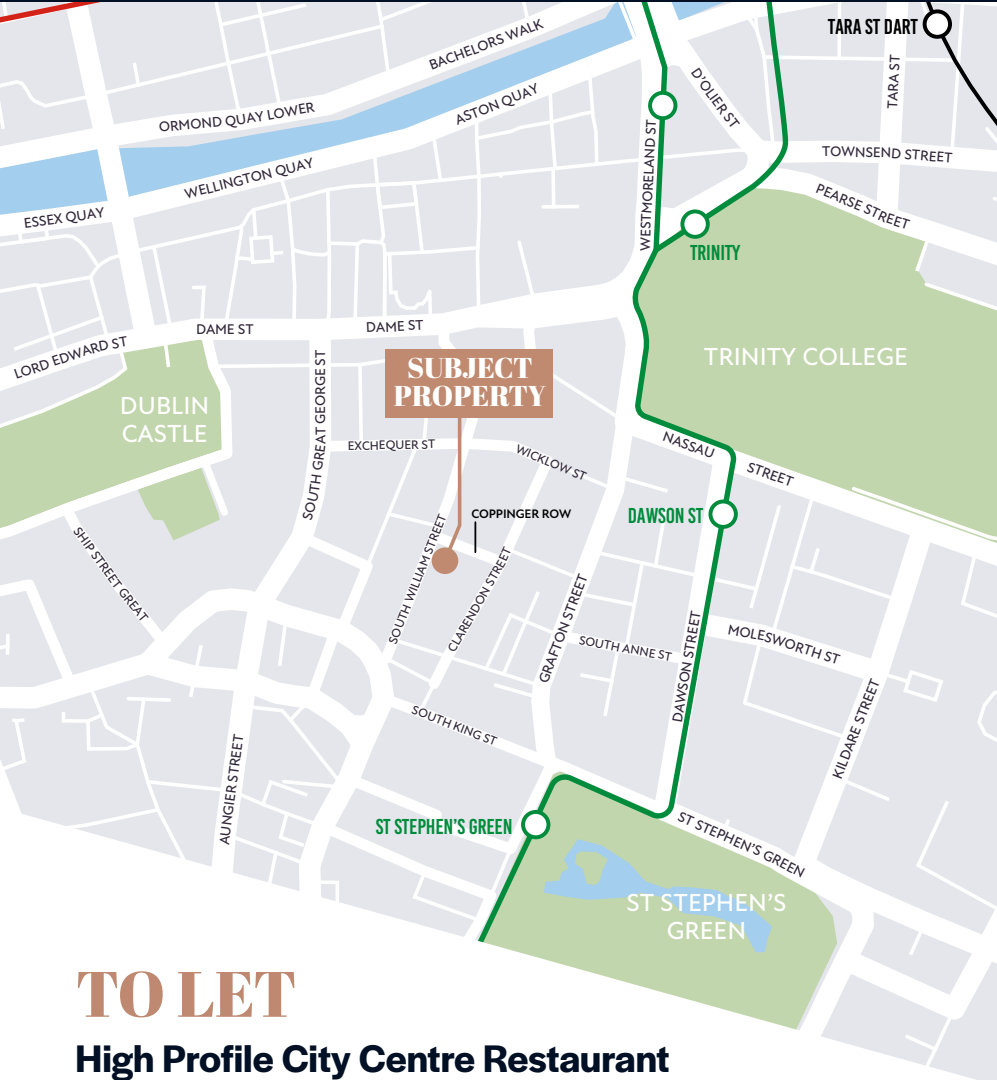 TARA ST DART
BACHELORS WALK
ORMOND QUAY LOWER
ASTON QUAY
D'OLIER ST
TARA ST
WELLINGTON QUAY
WESTMORELAND ST
TOWNSEND STREET
ESSEX QUAY
PEARSE STREET
TRINITY
LORD EDWARD ST
DAME ST
DAME ST
TRINITY COLLEGE
SUBJECT
PROPERTY
DUBLIN
CASTLE
SOUTH GREAT GEORGE ST
EXCHEQUER ST
WICKLOW ST
NASSAU
STREET
COPPINGER ROW
DAWSON ST
SHIP STREET GREAT
SOUTH WILLIAM STREET
CLARENDON STREET
GRAFTON STREET
SOUTH ANNE ST
DAWSON STREET
MOLESWORTH ST
KILDARE STREET
SOUTH KING ST
AUNGIER STREET
ST STEPHEN'S GREEN
ST STEPHEN'S GREEN
ST STEPHEN'S
GREEN
TO LET
High Profile City Centre Restaurant